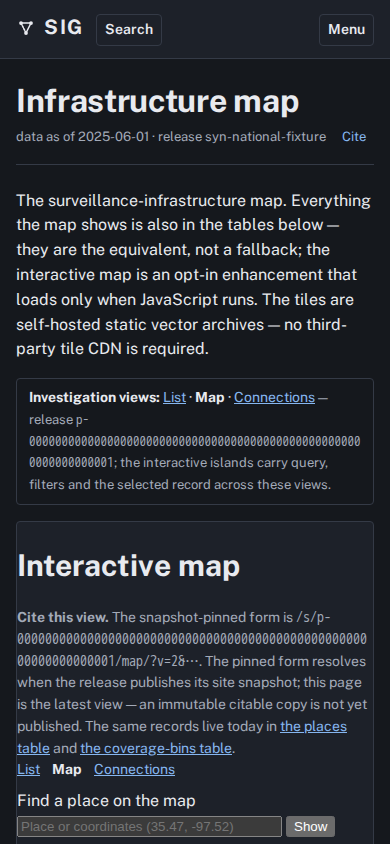 SIG Search Menu
Infrastructure map
data as of 2025-06-01 · release syn-national-fixture Cite
The surveillance-infrastructure map. Everything
the map shows is also in the tables below —
they are the equivalent, not a fallback; the
interactive map is an opt-in enhancement that
loads only when JavaScript runs. The tiles are
self-hosted static vector archives — no third-
party tile CDN is required.
Investigation views: List · Map · Connections —
release p-
000000000000000000000000000000000000000000000000000
0000000000001; the interactive islands carry query,
filters and the selected record across these views.
Interactive map
Cite this view. The snapshot-pinned form is /s/p-
000000000000000000000000000000000000000000000000000
0000000000001/map/?v=2&⋯. The pinned form resolves
when the release publishes its site snapshot; this page
is the latest view — an immutable citable copy is not yet
published. The same records live today in the places
table and the coverage-bins table.
List Map Connections
Find a place on the map
Place or coordinates (35.47, -97.52) Show